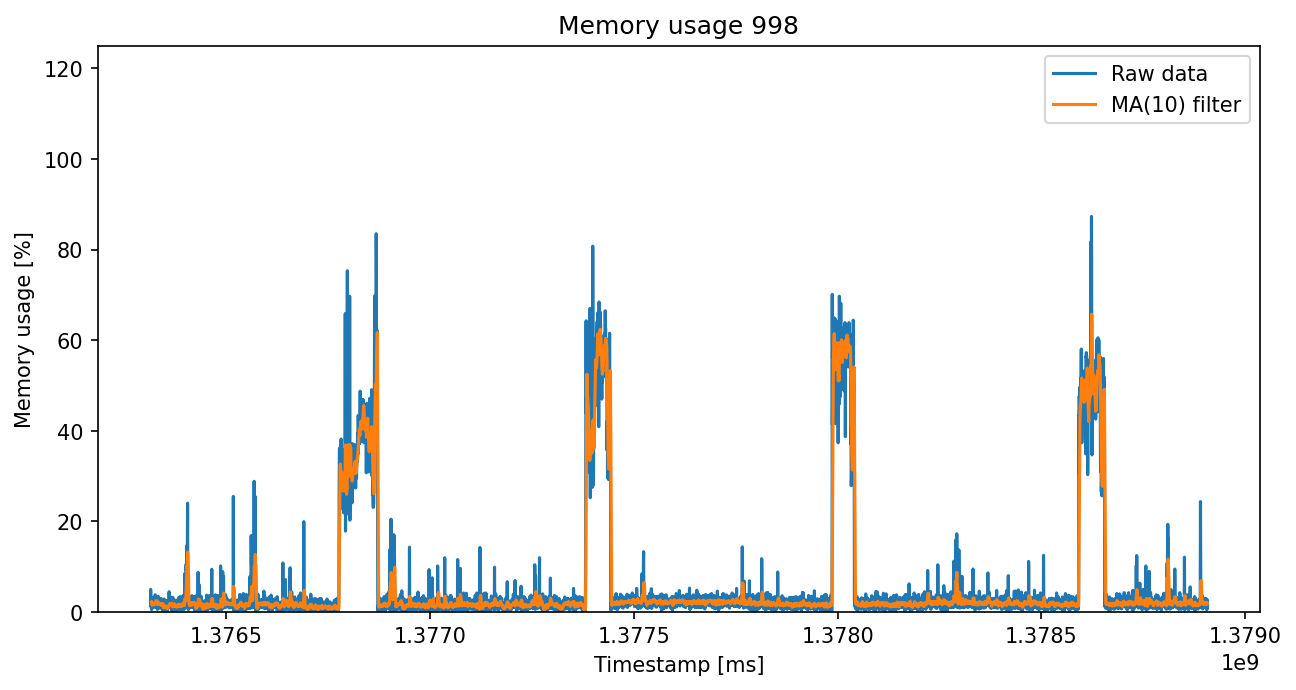 Memory usage 998
Raw data
MA(10) filter
Memory usage [%]
120
100
80
60
40
20
0
1.3765 1.3770 1.3775 1.3780 1.3785 1.3790
1e9
Timestamp [ms]